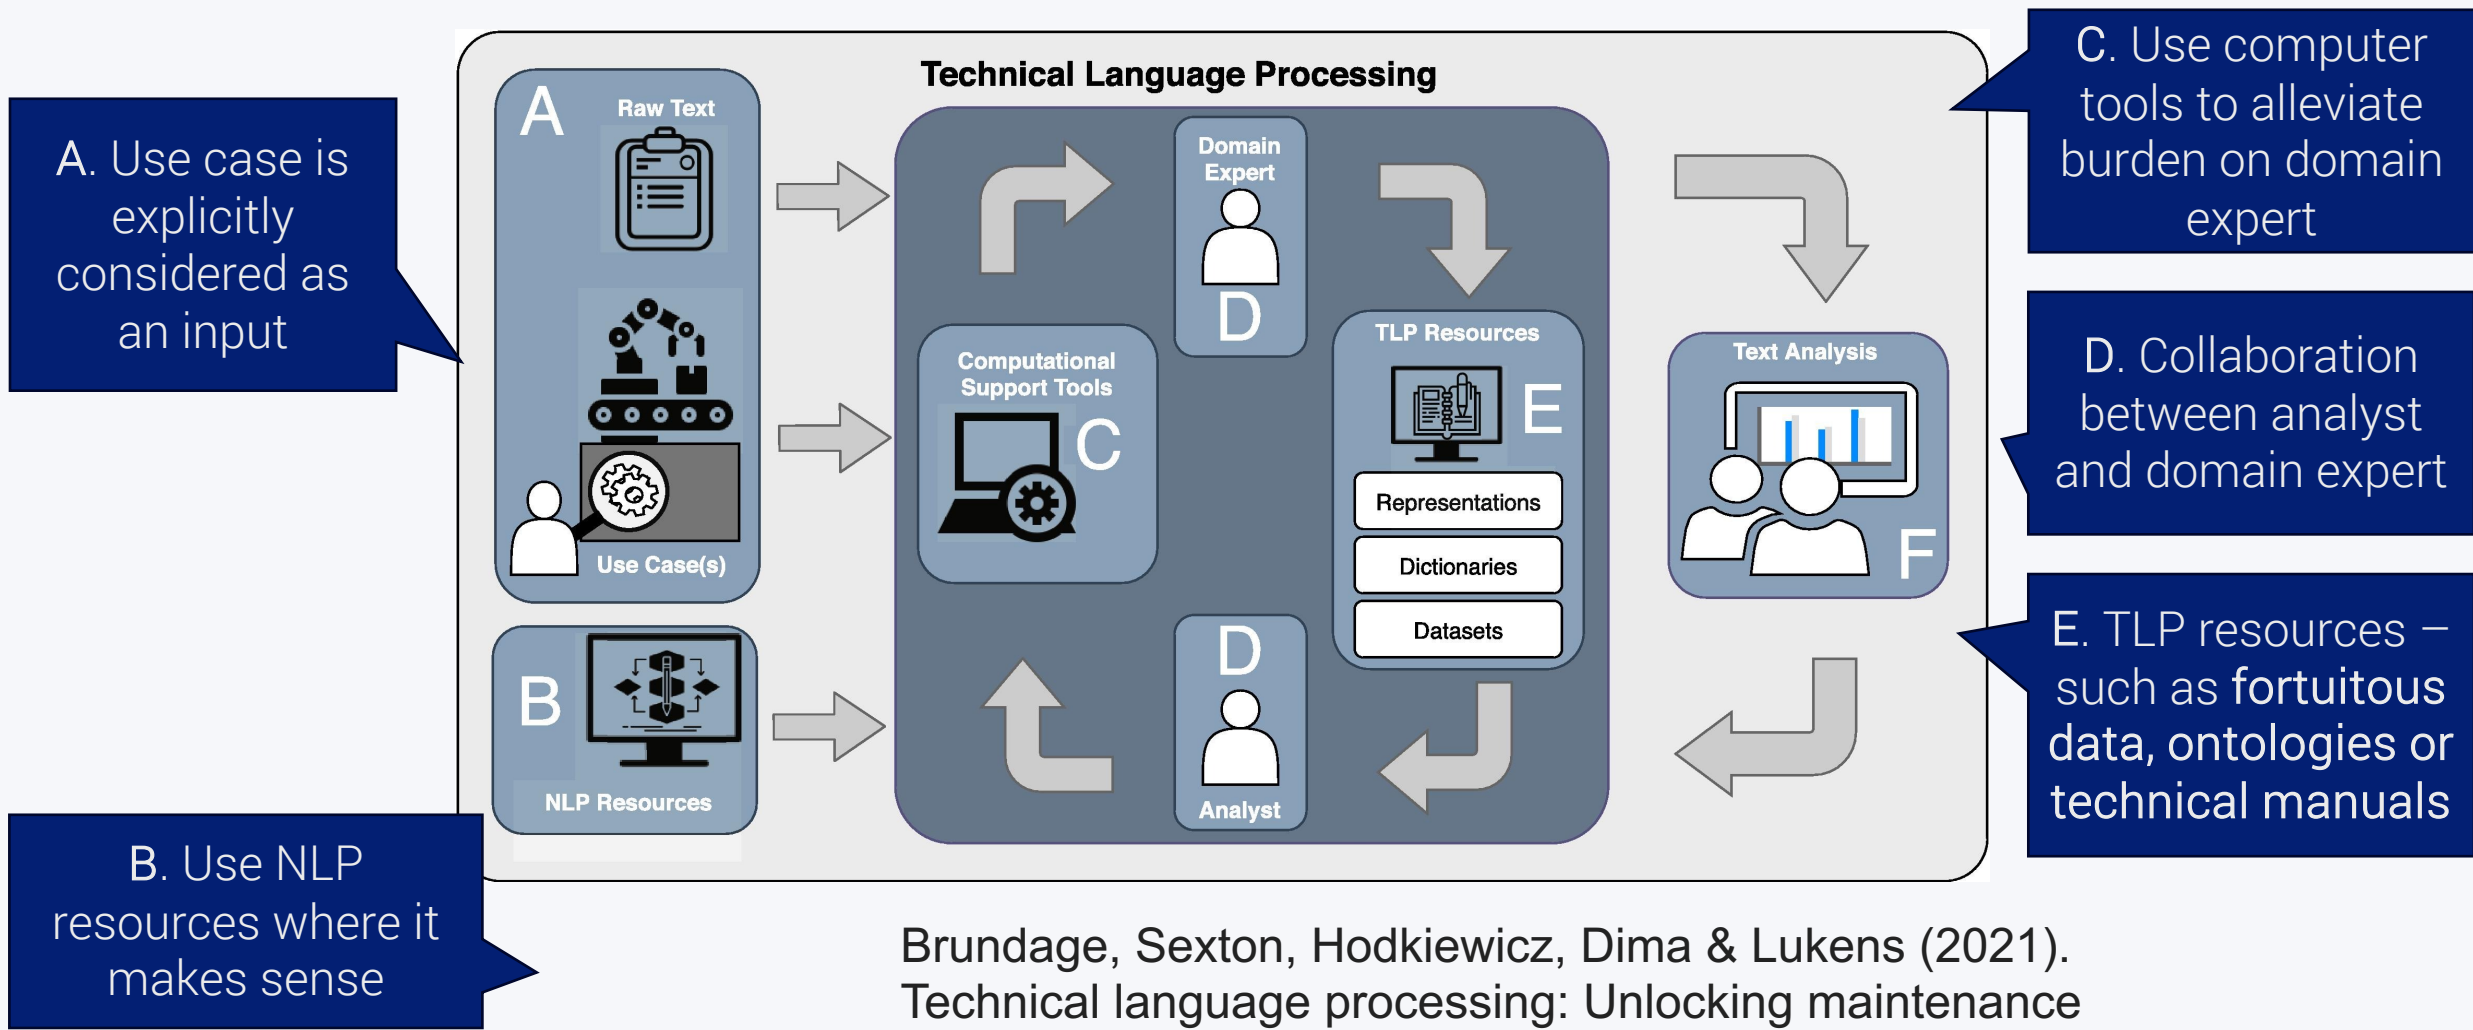 Technical Language Processing
A. Use case is
explicitly
considered as
an input
B. Use NLP
resources where it
makes sense
A
Raw Text
Use Case(s)
B
NLP Resources
Domain
Expert
D
Computational
Support Tools
C
TLP Resources
E
Representations
Dictionaries
Datasets
D
Analyst
Text Analysis
F
C. Use computer
tools to alleviate
burden on domain
expert
D. Collaboration
between analyst
and domain expert
E. TLP resources –
such as fortuitous
data, ontologies or
technical manuals
Brundage, Sexton, Hodkiewicz, Dima & Lukens (2021).
Technical language processing: Unlocking maintenance